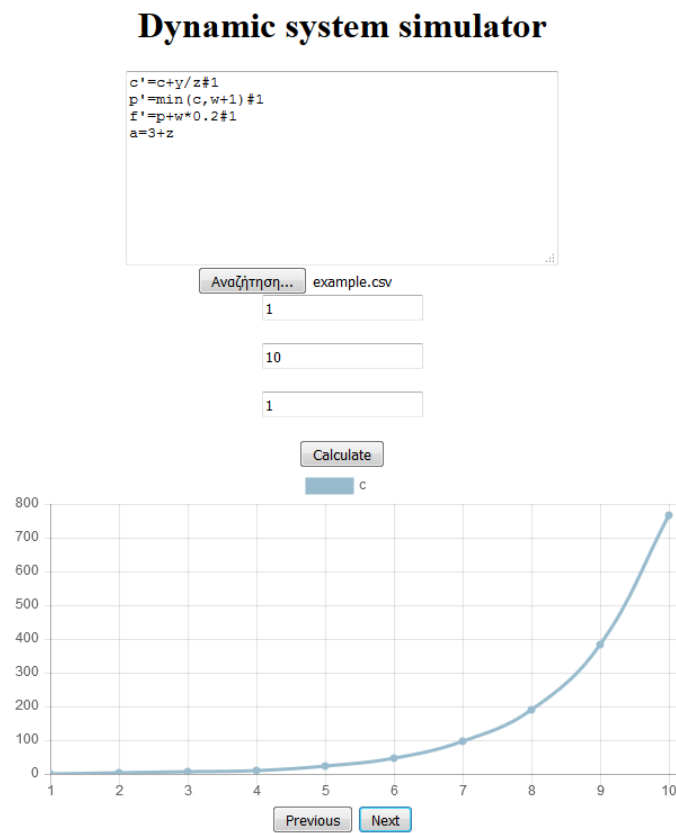 Dynamic system simulator
c'=c+y/z#1
p'=min(c,w+1)#1
f'=p+w*0.2#1
a=3+z
Αναζήτηση... example.csv
1
10
1
Calculate
c
800
700
600
500
400
300
200
100
0
1 2 3 4 5 6 7 8 9 10
Previous Next